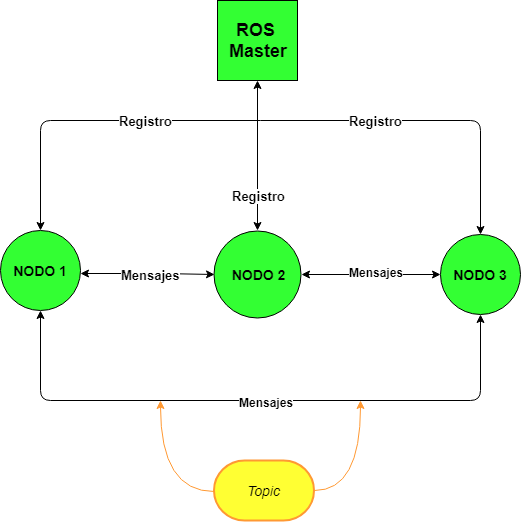 ROS
Master
Registro
Registro
Registro
NODO 1
Mensajes
NODO 2
Mensajes
NODO 3
Mensajes
Topic